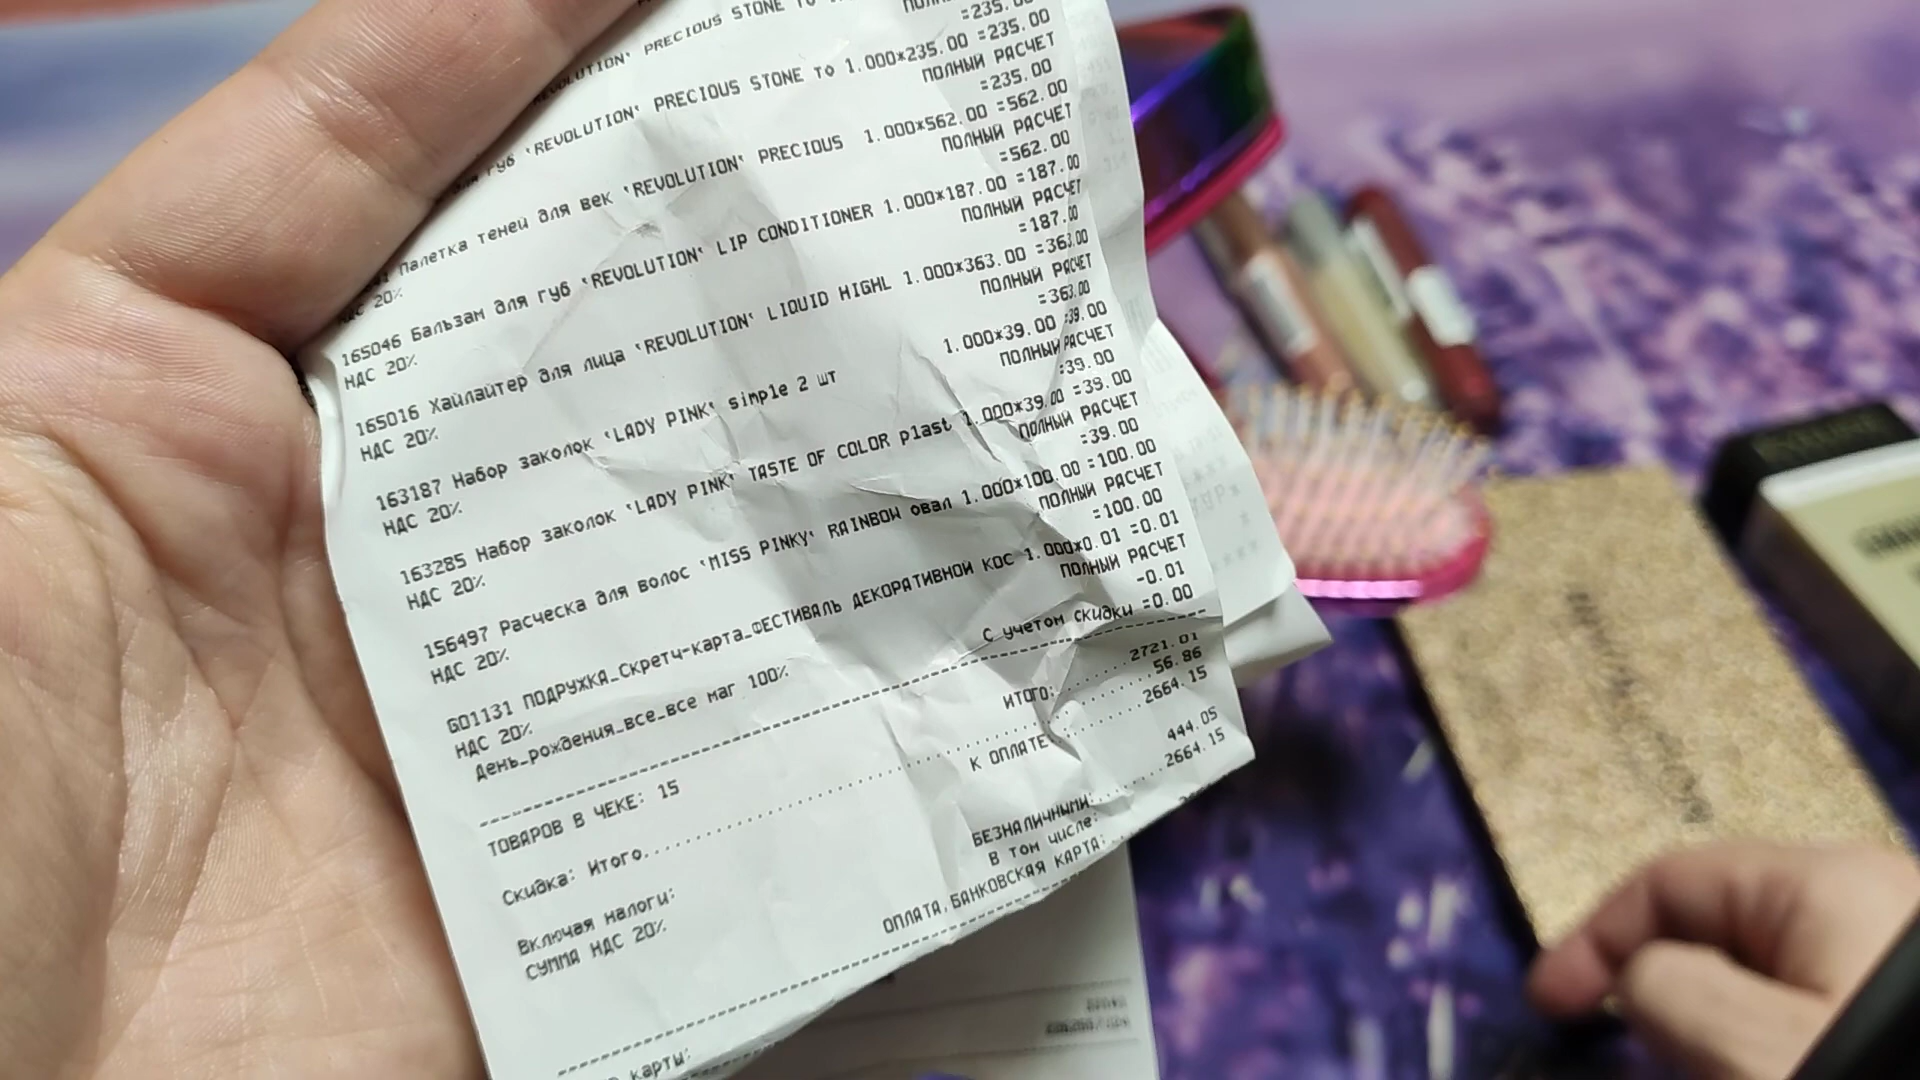 REVOLUTION' PRECIOUS STONE TO
=235.
для губ 'REVOLUTION' PRECIOUS STONE то 1.000*235.00 =235.00
ПОЛНЫЙ РАСЧЕТ
=235.00
Палетка теней для век 'REVOLUTION' PRECIOUS 1.000*562.00 =562.00
НДС 20% ПОЛНЫЙ РАСЧЕТ
=562.00
165046 Бальзам для губ 'REVOLUTION' LIP CONDITIONER 1.000*187.00 =187.00
НДС 20% ПОЛНЫЙ РАСЧЕТ
=187.00
165016 Хайлайтер для лица 'REVOLUTION' LIQUID HIGHL 1.000*363.00 =363.00
НДС 20% ПОЛНЫЙ РАСЧЕТ
=363.00
163187 Набор заколок 'LADY PINK' simple 2 шт 1.000*39.00 =39.00
НДС 20% ПОЛНЫЙ РАСЧЕТ
=39.00
163285 Набор заколок 'LADY PINK' TASTE OF COLOR plast 1.000*39.00 =39.00
НДС 20% ПОЛНЫЙ РАСЧЕТ
=39.00
156497 Расческа для волос 'MISS PINKY' RAINBOW овал 1.000*100.00 =100.00
НДС 20% ПОЛНЫЙ РАСЧЕТ
=100.00
G01131 ПОДРУЖКА_Скретч-карта_ФЕСТИВАЛЬ ДЕКОРАТИВНОЙ КОС 1.000*0.01 =0.01
НДС 20% ПОЛНЫЙ РАСЧЕТ
День_рождения_все_все маг 100% -0.01
С учетом скидки =0.00
ТОВАРОВ В ЧЕКЕ: 15 ИТОГО: 2721.01
Скидка: Итого 56.86
К ОПЛАТЕ 2664.15
Включая налоги:
СУММА НДС 20% 444.05
БЕЗНАЛИЧНЫМИ: 2664.15
В том числе:
ОПЛАТА, БАНКОВСКАЯ КАРТА:
карты: